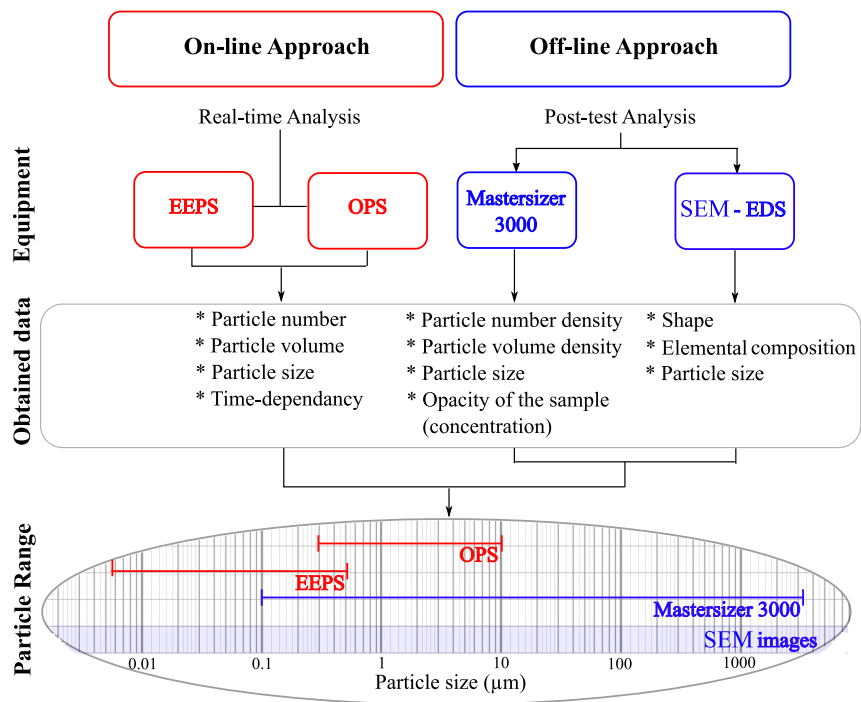 On-line Approach
Off-line Approach
Real-time Analysis
Post-test Analysis
Equipment
EEPS
OPS
Mastersizer
3000
SEM - EDS
Obtained data
* Particle number
* Particle volume
* Particle size
* Time-dependancy
* Particle number density
* Particle volume density
* Particle size
* Opacity of the sample
(concentration)
* Shape
* Elemental composition
* Particle size
Particle Range
OPS
EEPS
Mastersizer 3000
SEM images
0.01 0.1 1 10 100 1000
Particle size (µm)